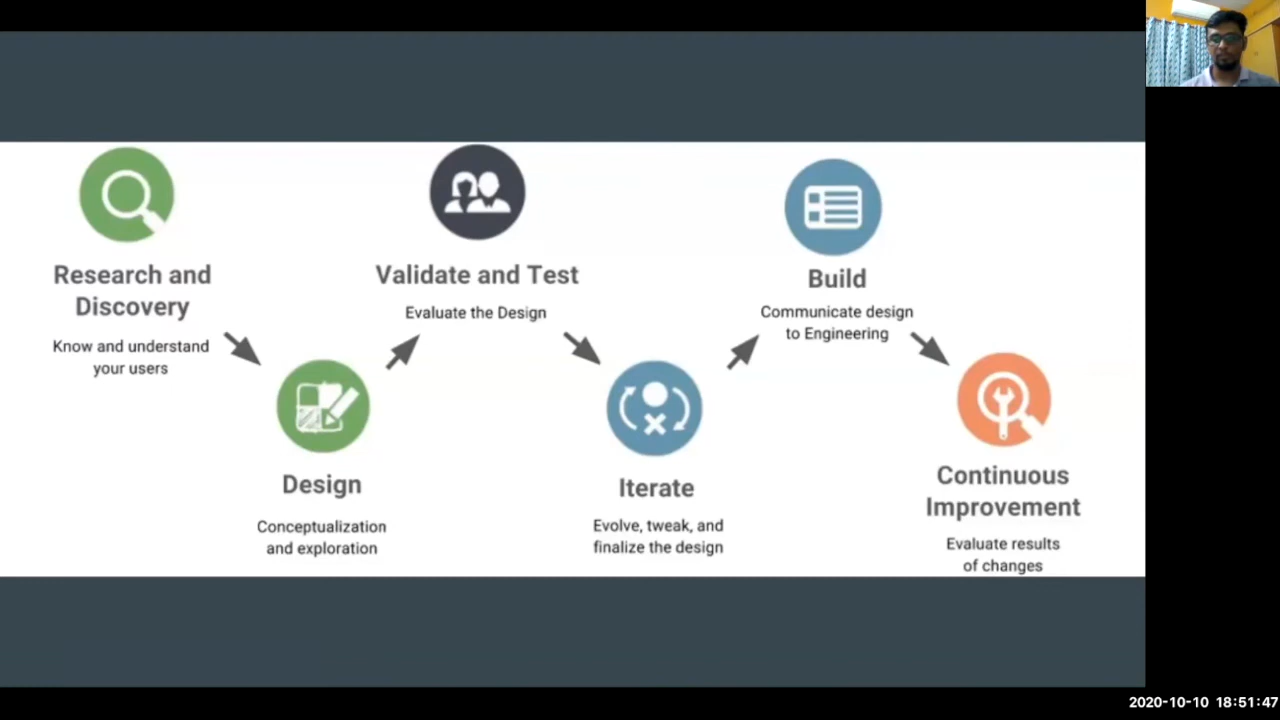 Research and
Discovery
Know and understand
your users
Design
Conceptualization
and exploration
Validate and Test
Evaluate the Design
Iterate
Evolve, tweak, and
finalize the design
Build
Communicate design
to Engineering
Continuous
Improvement
Evaluate results
of changes
2020-10-10 18:51:47